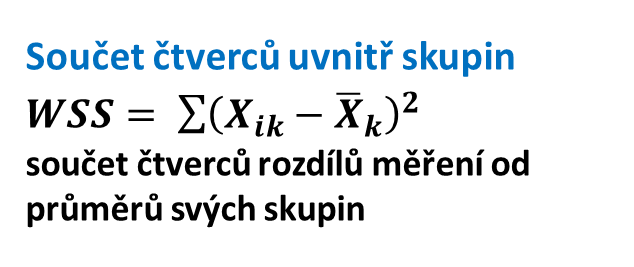 Součet čtverců uvnitř skupin
WSS = ∑(Xᵢₖ − X̅ₖ)²
součet čtverců rozdílů měření od
průměrů svých skupin